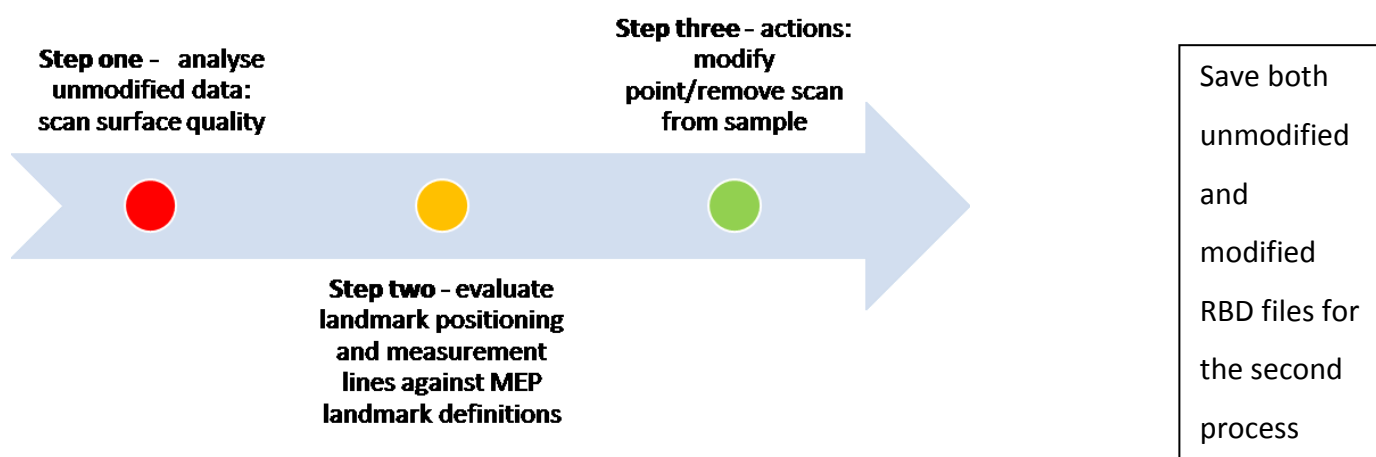 Step one - analyse
unmodified data:
scan surface quality
Step two - evaluate
landmark positioning
and measurement
lines against MEP
landmark definitions
Step three - actions:
modify
point/remove scan
from sample
Save both
unmodified
and
modified
RBD files for
the second
process